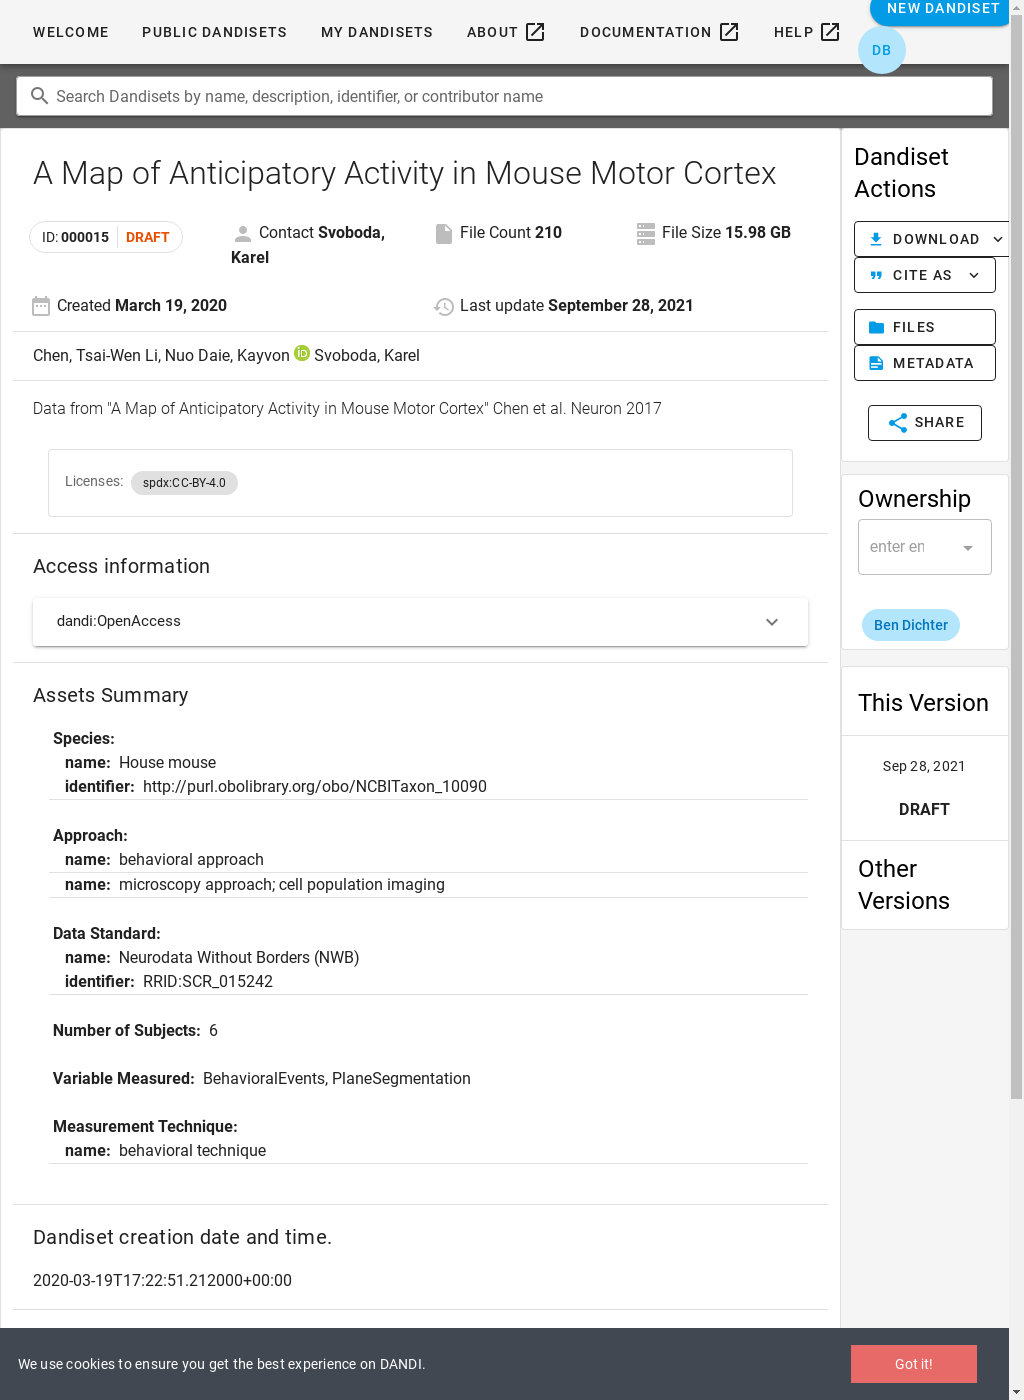 WELCOME
PUBLIC DANDISETS
MY DANDISETS
ABOUT
DOCUMENTATION
HELP
NEW DANDISET
DB
Search Dandisets by name, description, identifier, or contributor name
A Map of Anticipatory Activity in Mouse Motor Cortex
ID: 000015 DRAFT
Contact Svoboda,
Karel
File Count 210
File Size 15.98 GB
Created March 19, 2020
Last update September 28, 2021
Chen, Tsai-Wen Li, Nuo Daie, Kayvon iD Svoboda, Karel
Data from "A Map of Anticipatory Activity in Mouse Motor Cortex" Chen et al. Neuron 2017
Licenses: spdx:CC-BY-4.0
Access information
dandi:OpenAccess
Assets Summary
Species:
name: House mouse
identifier: http://purl.obolibrary.org/obo/NCBITaxon_10090
Approach:
name: behavioral approach
name: microscopy approach; cell population imaging
Data Standard:
name: Neurodata Without Borders (NWB)
identifier: RRID:SCR_015242
Number of Subjects: 6
Variable Measured: BehavioralEvents, PlaneSegmentation
Measurement Technique:
name: behavioral technique
Dandiset creation date and time.
2020-03-19T17:22:51.212000+00:00
Dandiset
Actions
DOWNLOAD
CITE AS
FILES
METADATA
SHARE
Ownership
enter en
Ben Dichter
This Version
Sep 28, 2021
DRAFT
Other
Versions
We use cookies to ensure you get the best experience on DANDI.
Got it!